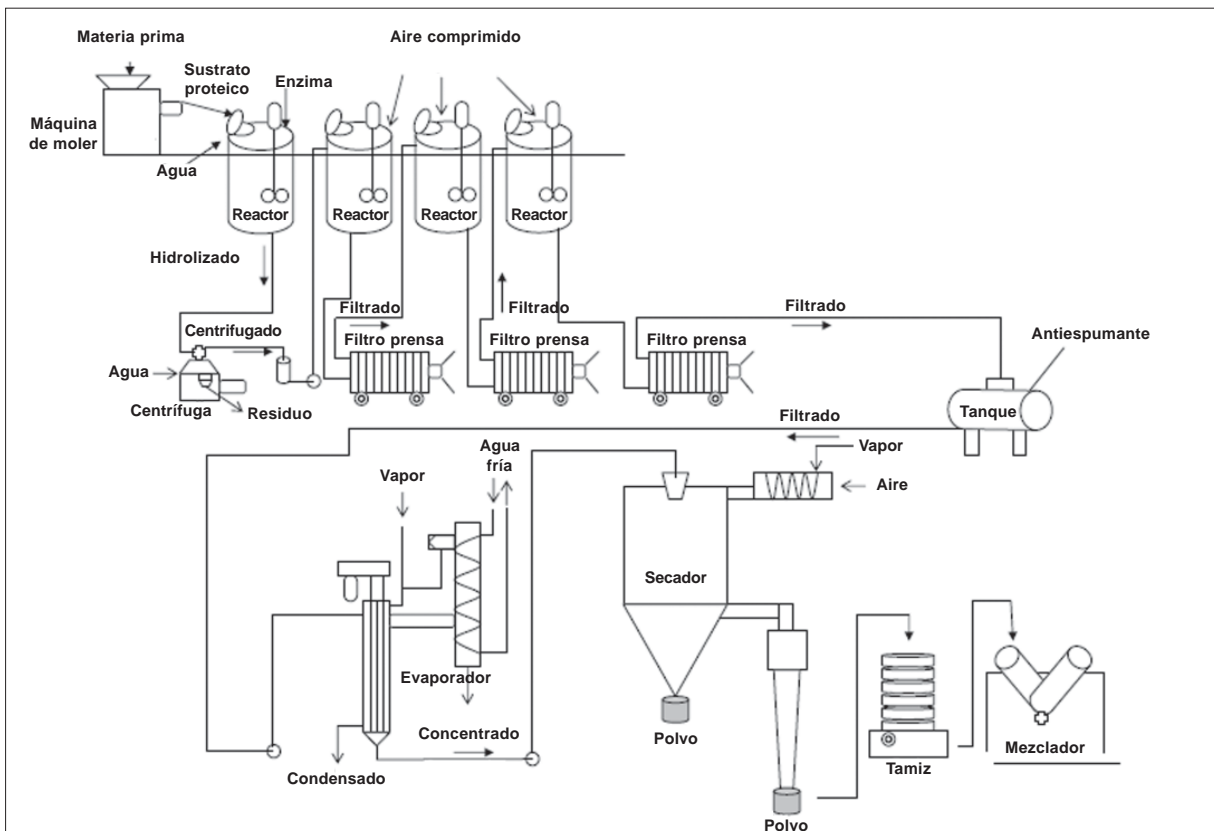 Materia prima
Aire comprimido
Sustrato
proteico
Enzima
Máquina
de moler
Agua
Reactor
Reactor
Reactor
Reactor
Hidrolizado
Filtrado
Filtrado
Filtrado
Centrifugado
Filtro prensa
Filtro prensa
Filtro prensa
Antiespumante
Agua
Centrífuga
Residuo
Tanque
Filtrado
Vapor
Agua
fría
Vapor
Aire
Secador
Evaporador
Concentrado
Condensado
Polvo
Tamiz
Mezclador
Polvo